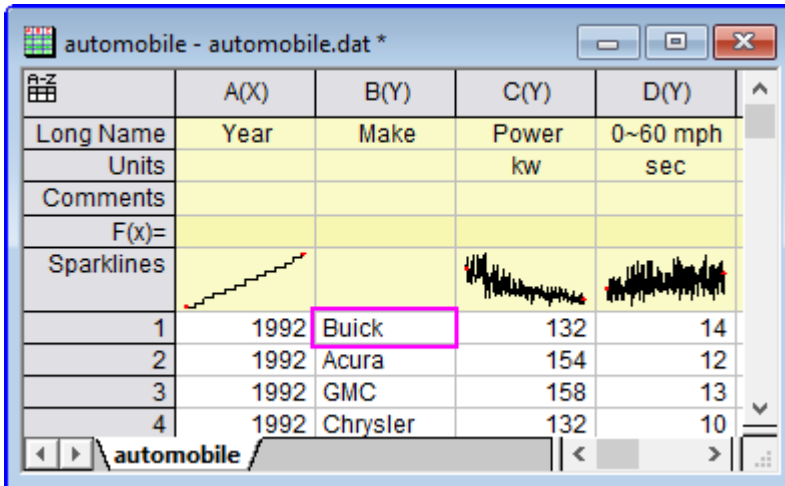 automobile - automobile.dat *
A-Z A(X) B(Y) C(Y) D(Y)
Long Name Year Make Power 0~60 mph
Units kw sec
Comments
F(x)=
Sparklines
1 1992 Buick 132 14
2 1992 Acura 154 12
3 1992 GMC 158 13
4 1992 Chrysler 132 10
automobile